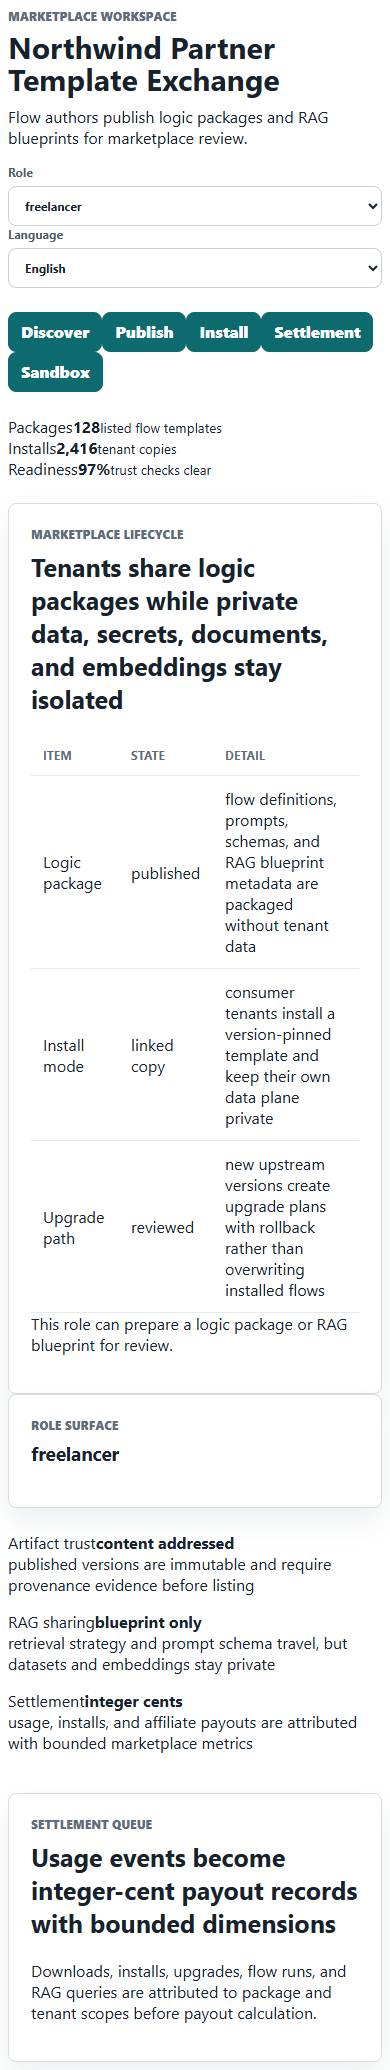 MARKETPLACE WORKSPACE
Northwind Partner
Template Exchange
Flow authors publish logic packages and RAG
blueprints for marketplace review.
Role
freelancer
Language
English
Discover Publish Install Settlement
Sandbox
Packages128listed flow templates
Installs2,416tenant copies
Readiness97%trust checks clear
MARKETPLACE LIFECYCLE
Tenants share logic
packages while private
data, secrets, documents,
and embeddings stay
isolated
ITEM STATE DETAIL
flow definitions,
prompts,
schemas, and
Logic package published RAG blueprint
metadata are
packaged
without tenant
data
consumer
tenants install a
version-pinned
Install mode linked copy template and
keep their own
data plane
private
new upstream
versions create
upgrade plans
Upgrade path reviewed with rollback
rather than
overwriting
installed flows
This role can prepare a logic package or RAG
blueprint for review.
ROLE SURFACE
freelancer
Artifact trustcontent addressed
published versions are immutable and require
provenance evidence before listing
RAG sharingblueprint only
retrieval strategy and prompt schema travel, but
datasets and embeddings stay private
Settlementinteger cents
usage, installs, and affiliate payouts are attributed
with bounded marketplace metrics
SETTLEMENT QUEUE
Usage events become
integer-cent payout records
with bounded dimensions
Downloads, installs, upgrades, flow runs, and
RAG queries are attributed to package and
tenant scopes before payout calculation.